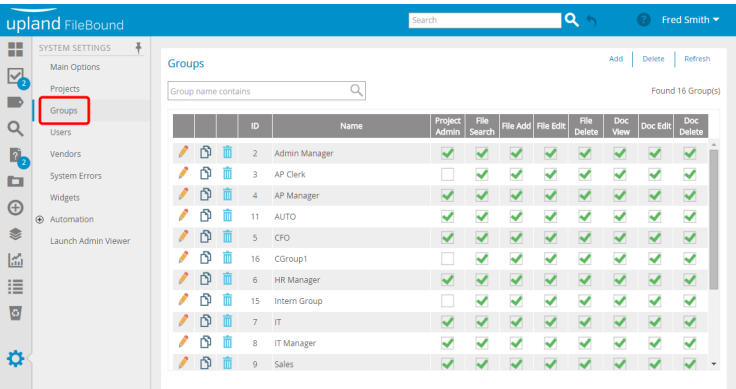 upland FileBound
Search
?
Fred Smith
SYSTEM SETTINGS
Main Options
2
Projects
Groups
Users
2
Vendors
System Errors
Widgets
Automation
Launch Admin Viewer
Groups
Add Delete Refresh
Group name contains
Found 16 Group(s)
ID Name Project Admin File Search File Add File Edit File Delete Doc View Doc Edit Doc Delete
2 Admin Manager
3 AP Clerk
4 AP Manager
11 AUTO
5 CFO
16 CGroup1
6 HR Manager
15 Intern Group
7 IT
8 IT Manager
9 Sales